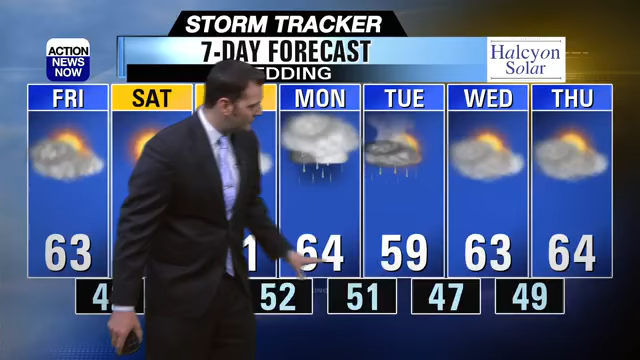 STORM TRACKER
ACTION NEWS NOW
7-DAY FORECAST
Halcyon Solar
FRI SAT MON TUE WED THU
63 64 59 63 64
52 51 47 49